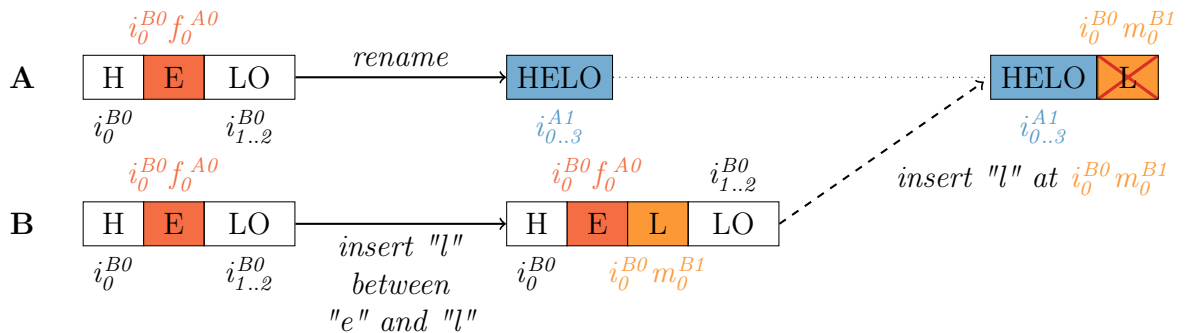 i_0^{B0} f_0^{A0}
i_0^{B0} m_0^{B1}
A H E LO rename HELO HELO L
i_0^{B0} i_{1..2}^{B0} i_{0..3}^{A1} i_{0..3}^{A1}
i_0^{B0} f_0^{A0} i_0^{B0} f_0^{A0} i_{1..2}^{B0} insert "l" at i_0^{B0} m_0^{B1}
B H E LO H E L LO
i_0^{B0} i_{1..2}^{B0} insert "l" i_0^{B0} i_0^{B0} m_0^{B1}
between
"e" and "l"